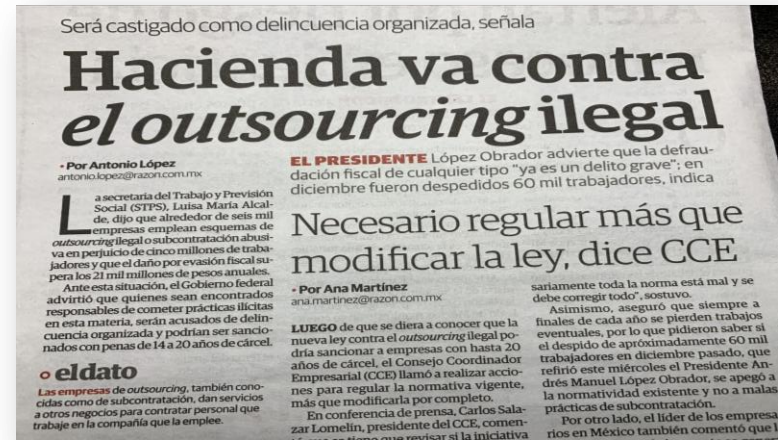 Será castigado como delincuencia organizada, señala
Hacienda va contra
el outsourcing ilegal
• Por Antonio López
antonio.lopez@razon.com.mx
La secretaria del Trabajo y Previsión
Social (STPS), Luisa María Alcal-
de, dijo que alrededor de seis mil
empresas emplean esquemas de
outsourcing ilegal o subcontratación abusi-
va en perjuicio de cinco millones de traba-
jadores y que el daño por evasión fiscal su-
pera los 21 mil millones de pesos anuales.
Ante esta situación, el Gobierno federal
advirtió que quienes sean encontrados
responsables de cometer prácticas ilícitas
en esta materia, serán acusados de delin-
cuencia organizada y podrían ser sancio-
nados con penas de 14 a 20 años de cárcel.
el dato
Las empresas de outsourcing, también cono-
cidas como de subcontratación, dan servicios
a otros negocios para contratar personal que
trabaje en la compañía que la emplee.
EL PRESIDENTE López Obrador advierte que la defrau-
dación fiscal de cualquier tipo "ya es un delito grave"; en
diciembre fueron despedidos 60 mil trabajadores, indica
Necesario regular más que
modificar la ley, dice CCE
• Por Ana Martínez
ana.martinez@razon.com.mx
LUEGO de que se diera a conocer que la
nueva ley contra el outsourcing ilegal po-
dría sancionar a empresas con hasta 20
años de cárcel, el Consejo Coordinador
Empresarial (CCE) llamó a realizar accio-
nes para regular la normativa vigente,
más que modificarla por completo.
En conferencia de prensa, Carlos Sala-
zar Lomelín, presidente del CCE, comen-
tó que se tiene que revisar si la iniciativa
sariamente toda la norma está mal y se
debe corregir todo", sostuvo.
Asimismo, aseguró que siempre a
finales de cada año se pierden trabajos
eventuales, por lo que pidieron saber si
el despido de apróximadamente 60 mil
trabajadores en diciembre pasado, que
refirió este miércoles el Presidente An-
drés Manuel López Obrador, se apegó a
la normatividad existente y no a malas
prácticas de subcontratación.
Por otro lado, el líder de los empresa
rios en México también comentó que l